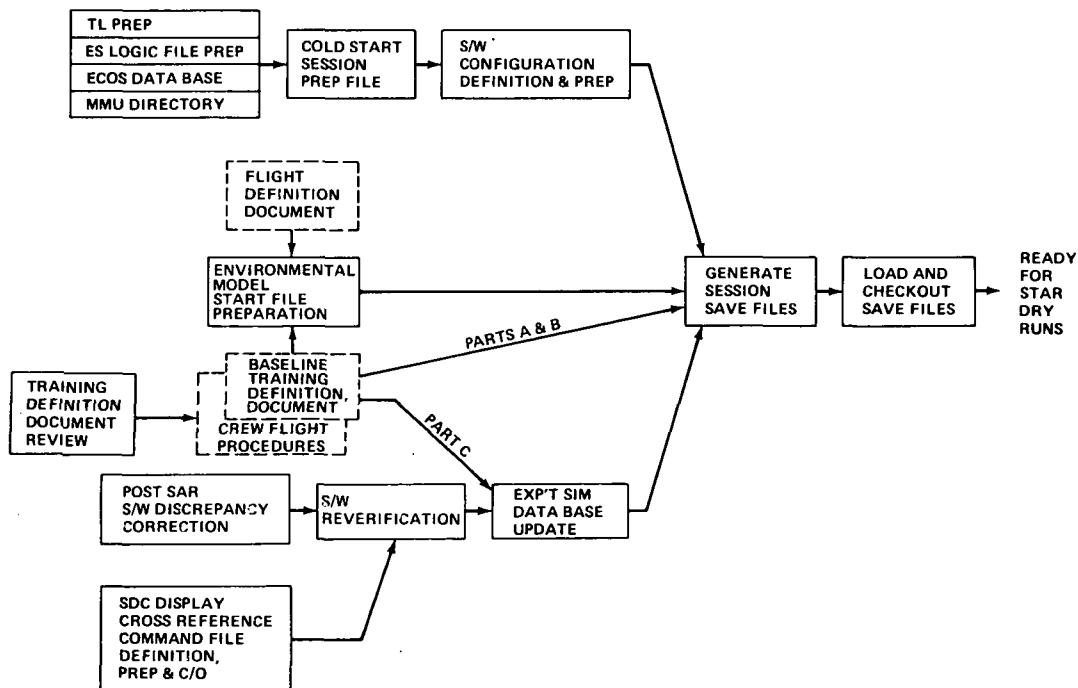 TL PREP
ES LOGIC FILE PREP
ECOS DATA BASE
MMU DIRECTORY
COLD START
SESSION
PREP FILE
S/W
CONFIGURATION
DEFINITION & PREP
FLIGHT
DEFINITION
DOCUMENT
ENVIRONMENTAL
MODEL
START FILE
PREPARATION
GENERATE
SESSION
SAVE FILES
LOAD AND
CHECKOUT
SAVE FILES
READY
FOR
STAR
DRY
RUNS
PARTS A & B
BASELINE
TRAINING
DEFINITION,
DOCUMENT
CREW FLIGHT
PROCEDURES
TRAINING
DEFINITION
DOCUMENT
REVIEW
PART C
POST SAR
S/W DISCREPANCY
CORRECTION
S/W
REVERIFICATION
EXP'T SIM
DATA BASE
UPDATE
SDC DISPLAY
CROSS REFERENCE
COMMAND FILE
DEFINITION,
PREP & C/O